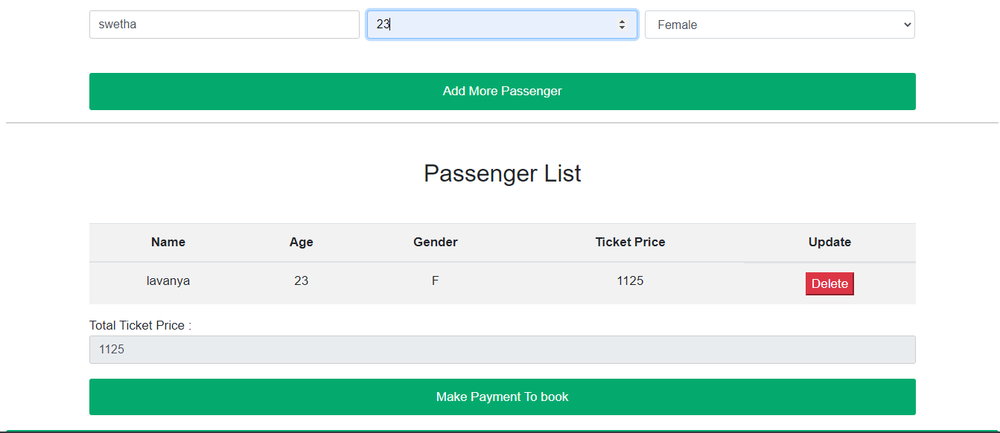 swetha 23 Female
Add More Passenger
Passenger List
Name Age Gender Ticket Price Update
lavanya 23 F 1125 Delete
Total Ticket Price :
1125
Make Payment To book